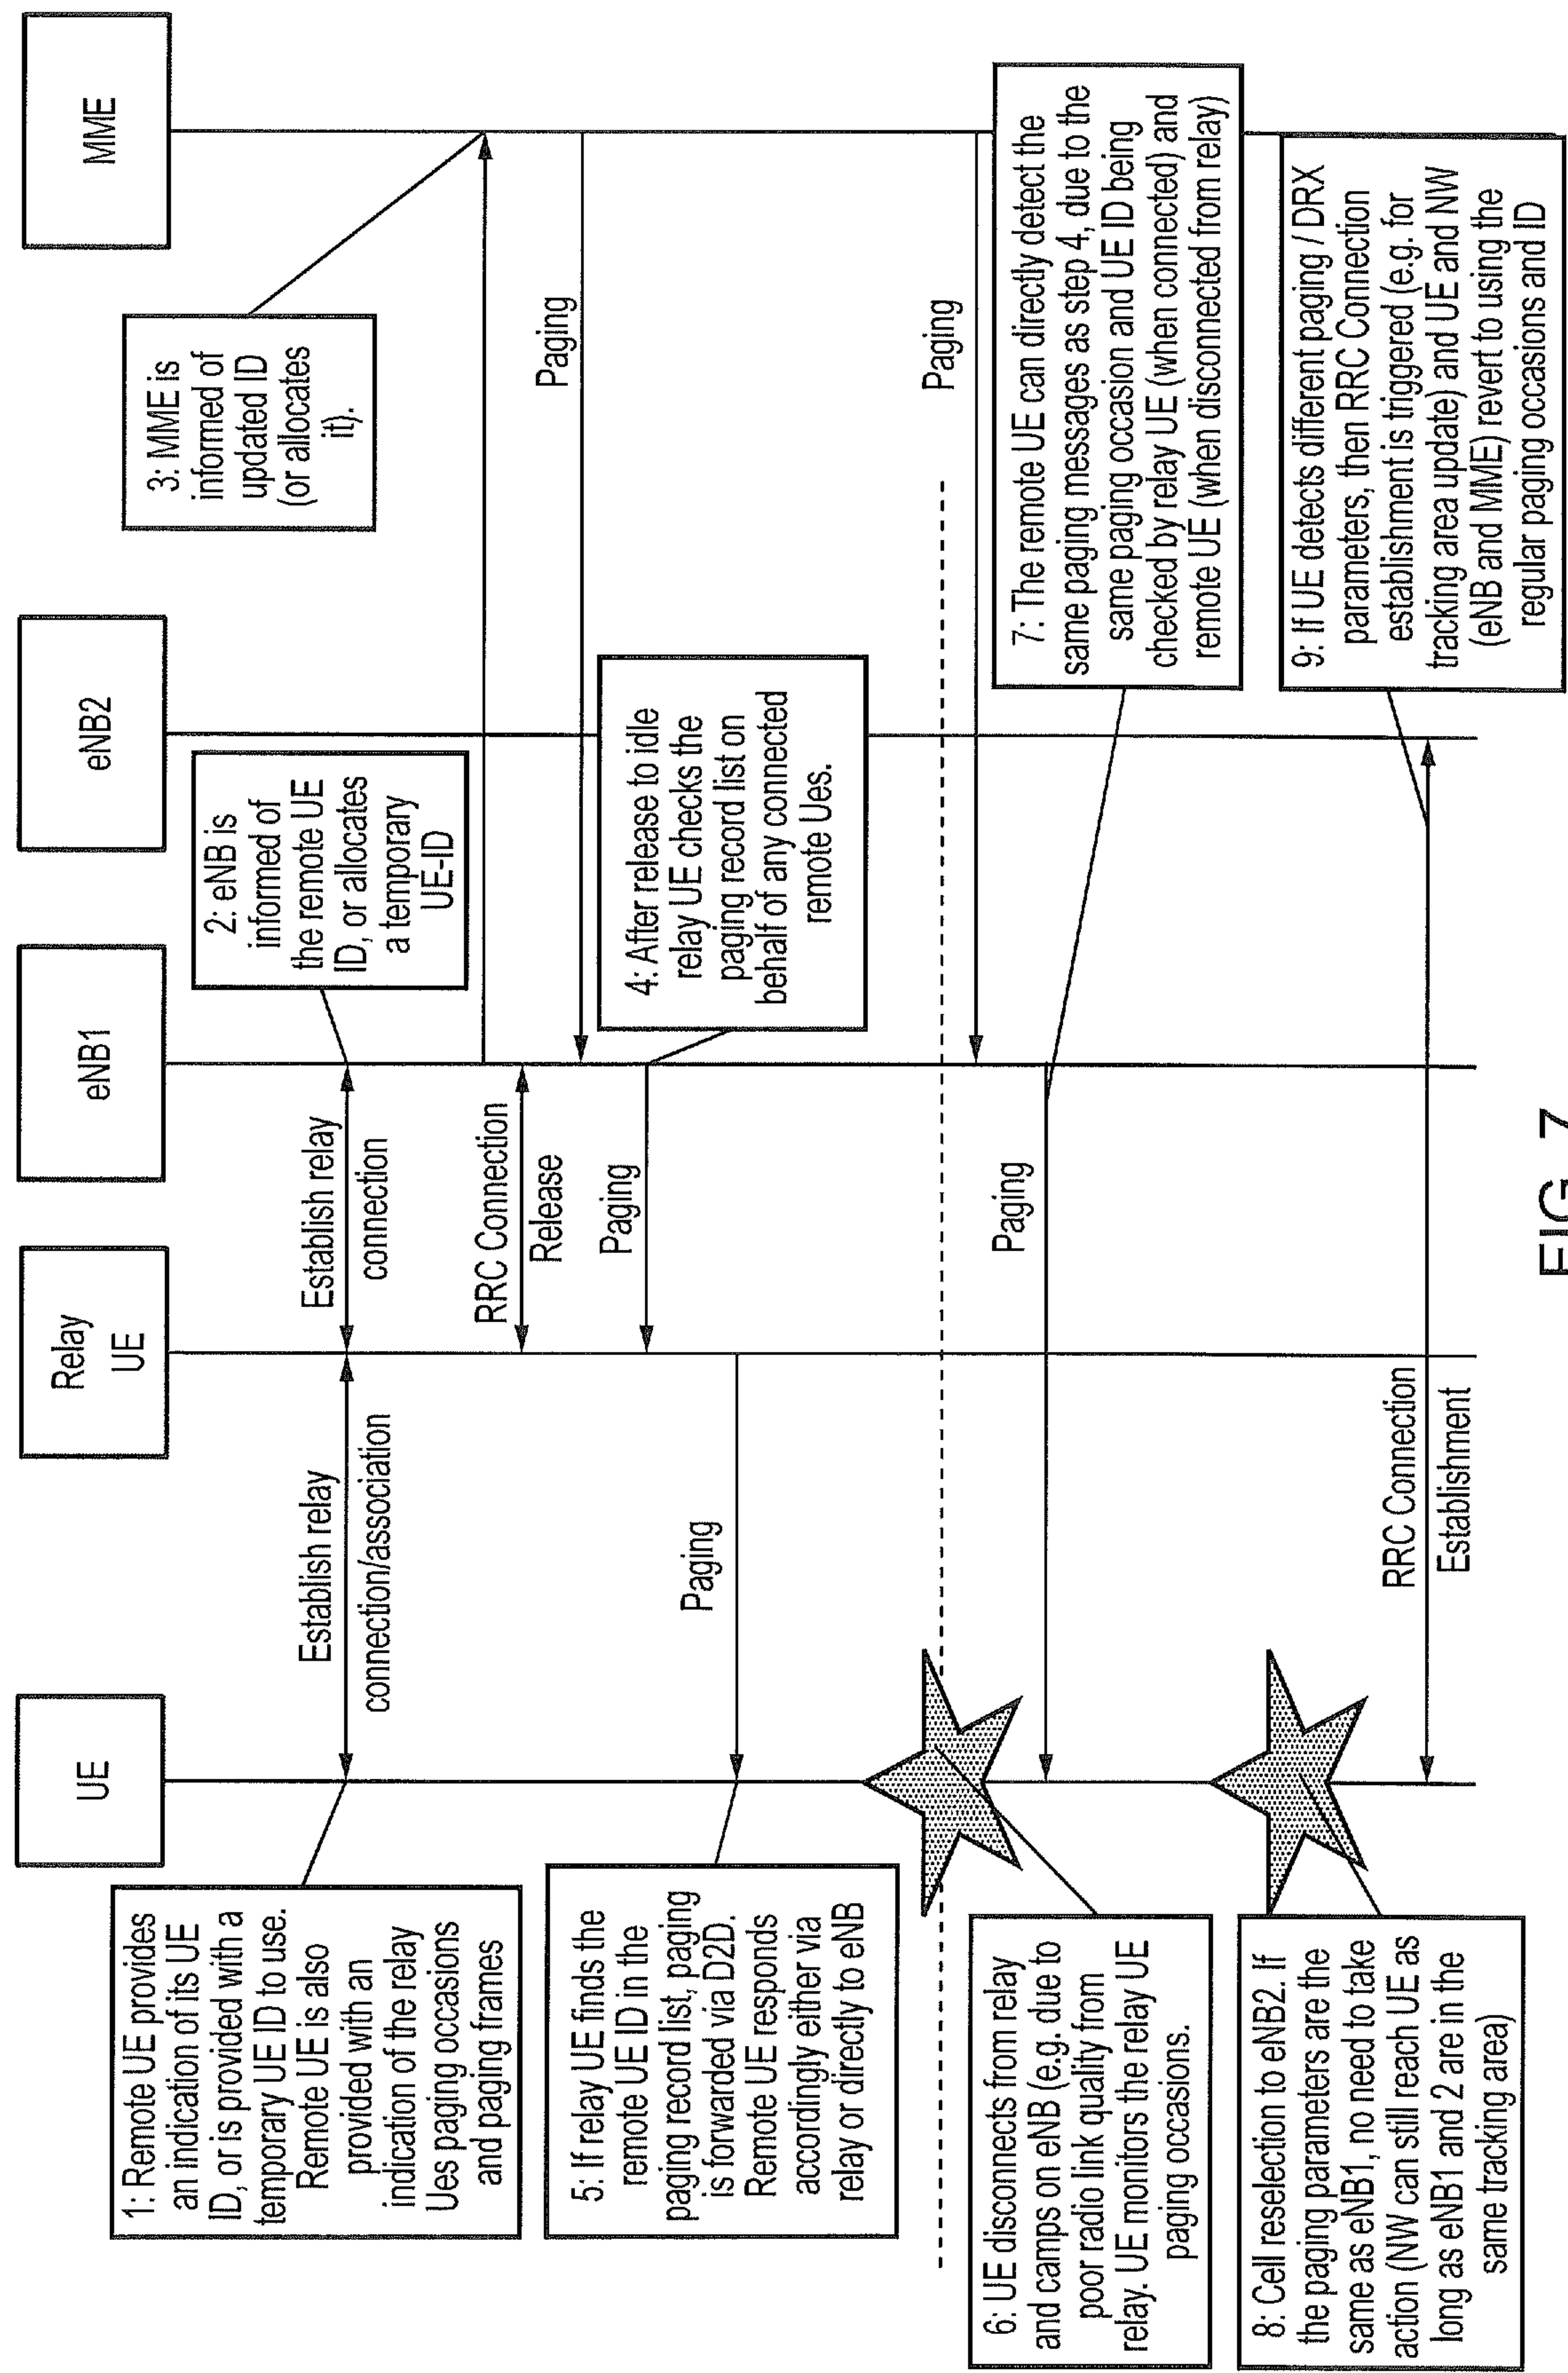 UE
Relay
UE
eNB1
eNB2
MME
1: Remote UE provides
an indication of its UE
ID, or is provided with a
temporary UE ID to use.
Remote UE is also
provided with an
indication of the relay
Ues paging occasions
and paging frames
Establish relay
connection/association
Establish relay
connection
2: eNB is
informed of
the remote UE
ID, or allocates
a temporary
UE-ID
3: MME is
informed of
updated ID
(or allocates
it).
RRC Connection
Release
Paging
Paging
4: After release to idle
relay UE checks the
paging record list on
behalf of any connected
remote Ues.
5: If relay UE finds the
remote UE ID in the
paging record list, paging
is forwarded via D2D.
Remote UE responds
accordingly either via
relay or directly to eNB
Paging
6: UE disconnects from relay
and camps on eNB (e.g. due to
poor radio link quality from
relay. UE monitors the relay UE
paging occasions.
Paging
Paging
7: The remote UE can directly detect the
same paging messages as step 4, due to the
same paging occasion and UE ID being
checked by relay UE (when connected) and
remote UE (when disconnected from relay)
8: Cell reselection to eNB2. If
the paging parameters are the
same as eNB1, no need to take
action (NW can still reach UE as
long as eNB1 and 2 are in the
same tracking area)
RRC Connection
Establishment
9: If UE detects different paging / DRX
parameters, then RRC Connection
establishment is triggered (e.g. for
tracking area update) and UE and NW
(eNB and MME) revert to using the
regular paging occasions and ID
FIG. 7